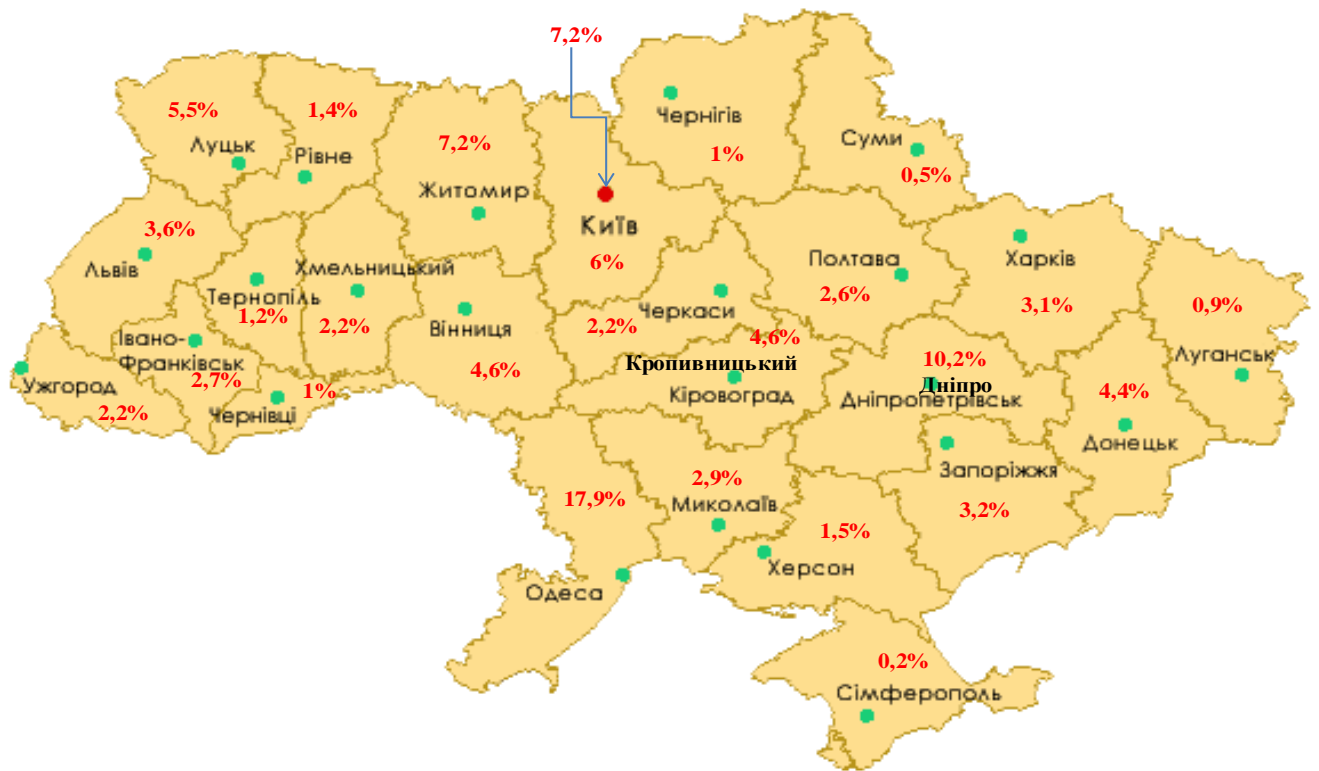 7,2%
5,5%
Луцьк
1,4%
Рівне
7,2%
Житомир
Чернігів
1%
Суми
0,5%
Київ
6%
3,6%
Львів
Тернопіль
1,2%
Хмельницький
2,2%
Вінниця
4,6%
Черкаси
2,2%
Полтава
2,6%
Харків
3,1%
0,9%
Луганськ
Івано-
Франківськ
2,7%
Ужгород
2,2%
Чернівці
1%
4,6%
Кропивницький
Кіровоград
10,2%
Дніпро
Дніпропетрівськ
4,4%
Донецьк
Запоріжжя
3,2%
17,9%
Одеса
2,9%
Миколаїв
1,5%
Херсон
0,2%
Сімферополь